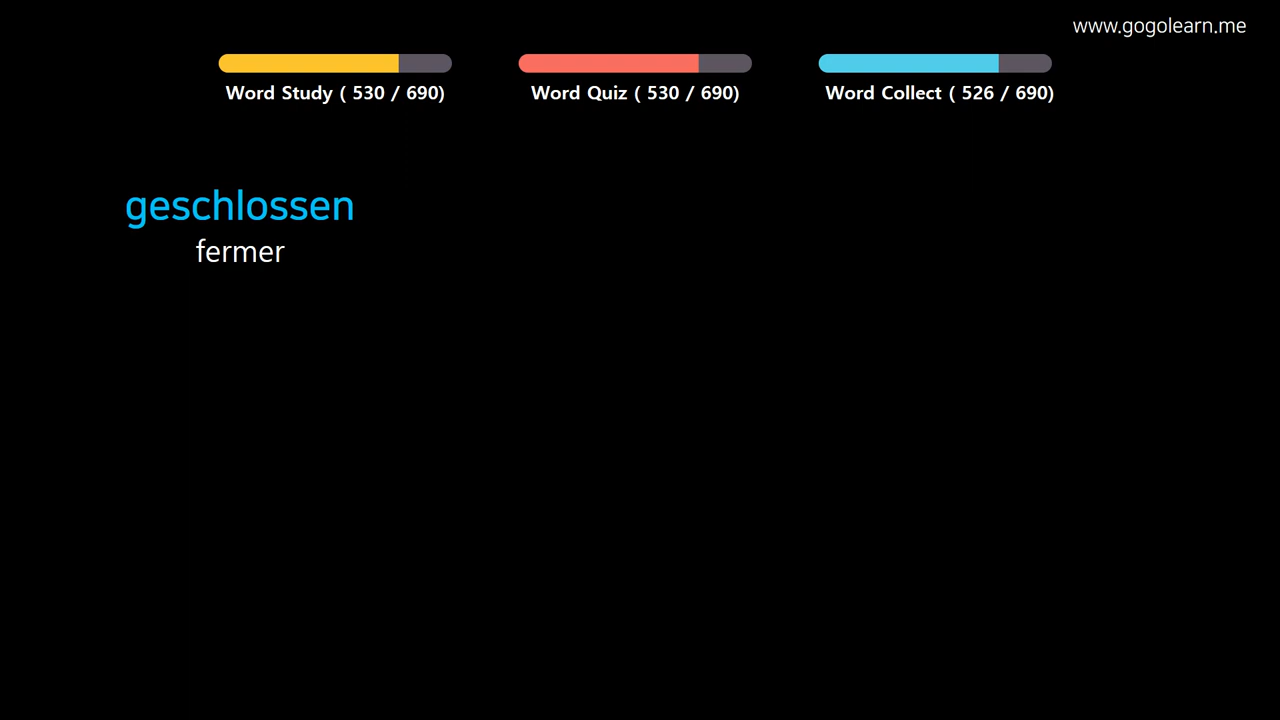 www.gogolearn.me
Word Study ( 530 / 690)
Word Quiz ( 530 / 690)
Word Collect ( 526 / 690)
geschlossen
fermer